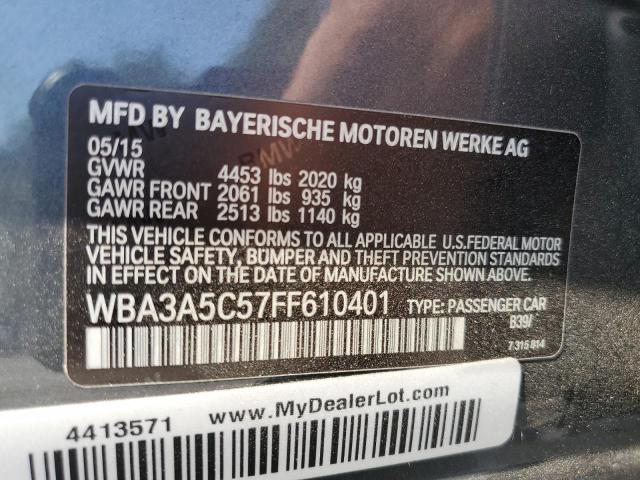 MFD BY BAYERISCHE MOTOREN WERKE AG
05/15
GVWR 4453 lbs 2020 kg
GAWR FRONT 2061 lbs 935 kg
GAWR REAR 2513 lbs 1140 kg
THIS VEHICLE CONFORMS TO ALL APPLICABLE U.S.FEDERAL MOTOR
VEHICLE SAFETY, BUMPER AND THEFT PREVENTION STANDARDS
IN EFFECT ON THE DATE OF MANUFACTURE SHOWN ABOVE.
WBA3A5C57FF610401 TYPE: PASSENGER CAR
B39/
7 315 814
www.MyDealerLot.com
4413571